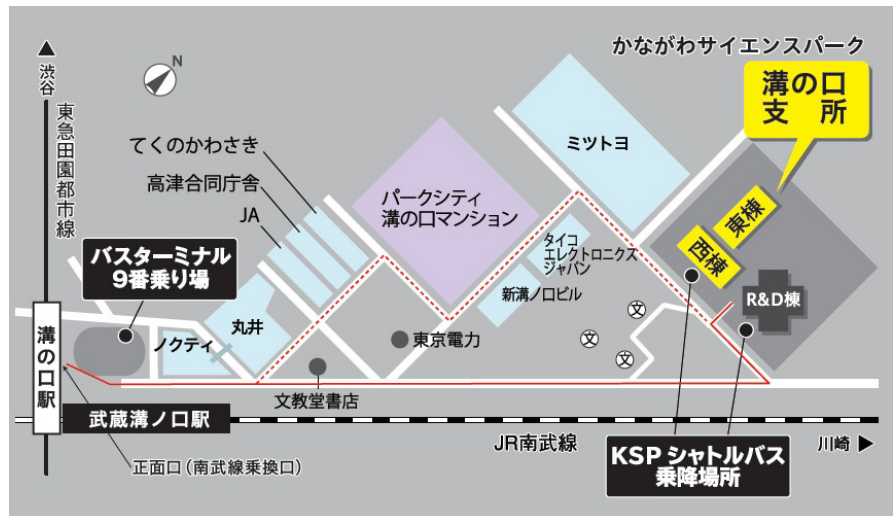 かながわサイエンスパーク
溝の口
支 所
N
渋谷
東急田園都市線
てくのかわさき
高津合同庁舎
JA
パークシティ
溝の口マンション
ミツトヨ
東棟
西棟
タイコ
エレクトロニクス
ジャパン
新溝ノ口ビル
R&D棟
バスターミナル
9番乗り場
丸井
ノクティ
東京電力
文
文
文
文教堂書店
溝の口駅
武蔵溝ノ口駅
JR南武線
川崎
正面口(南武線乗換口)
KSPシャトルバス
乗降場所